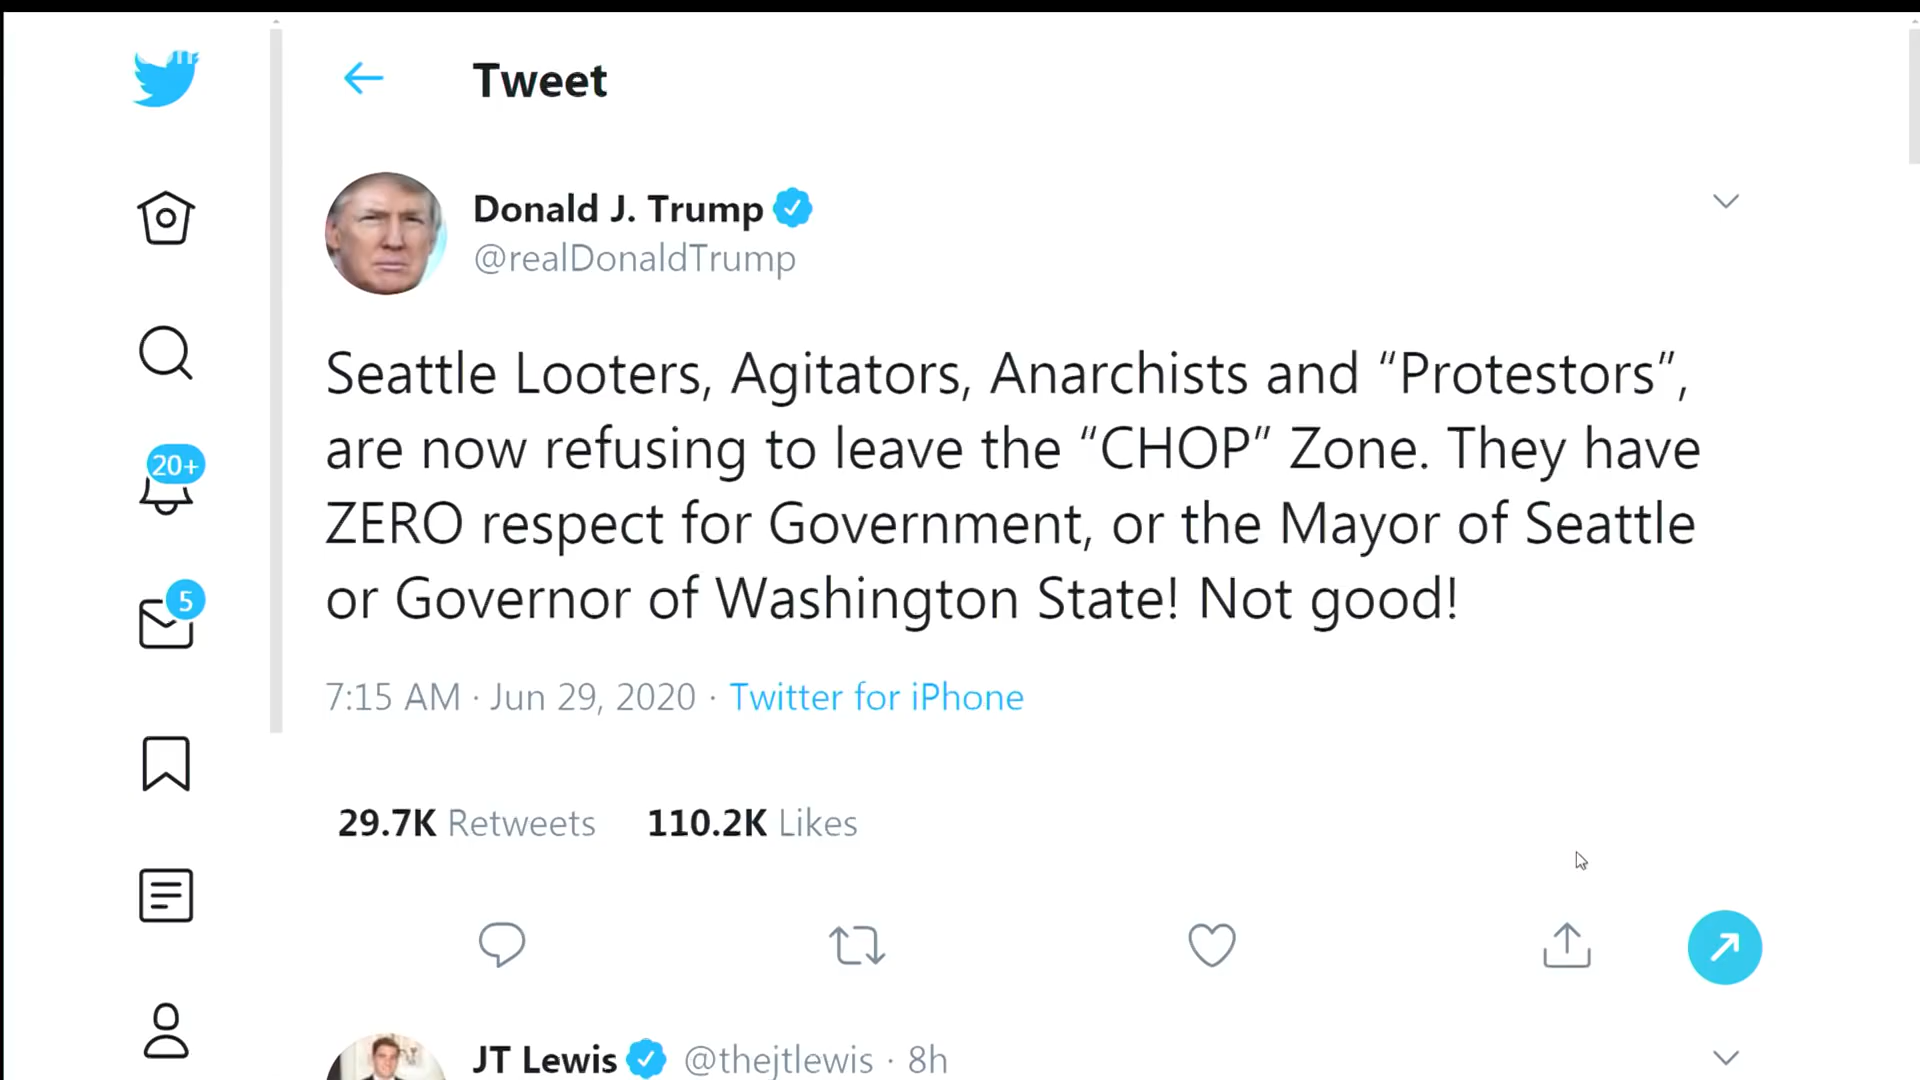 Tweet
Donald J. Trump
@realDonaldTrump
Seattle Looters, Agitators, Anarchists and “Protestors”,
are now refusing to leave the “CHOP” Zone. They have
ZERO respect for Government, or the Mayor of Seattle
or Governor of Washington State! Not good!
7:15 AM · Jun 29, 2020 · Twitter for iPhone
29.7K Retweets 110.2K Likes
20+
5
JT Lewis @thejtlewis · 8h